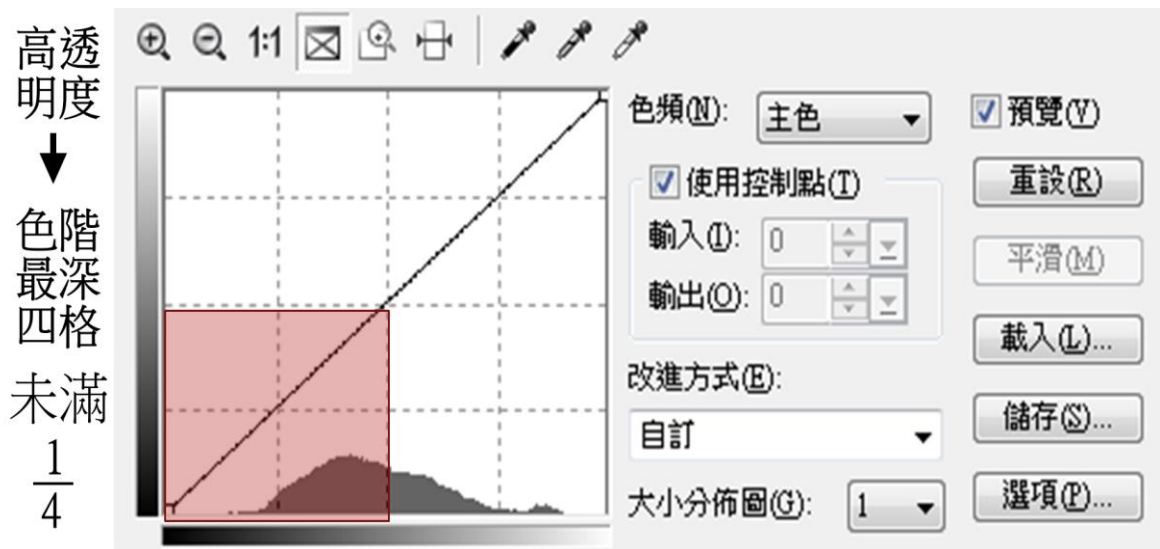 高透
明度
色階
最深
四格
未滿
1
4
1:1
色頻(N):
主色
預覽(V)
使用控制點(T)
重設(R)
輸入(I):
0
平滑(M)
輸出(O):
0
載入(L)...
改進方式(E):
自訂
儲存(S)...
大小分佈圖(G):
1
選項(P)...